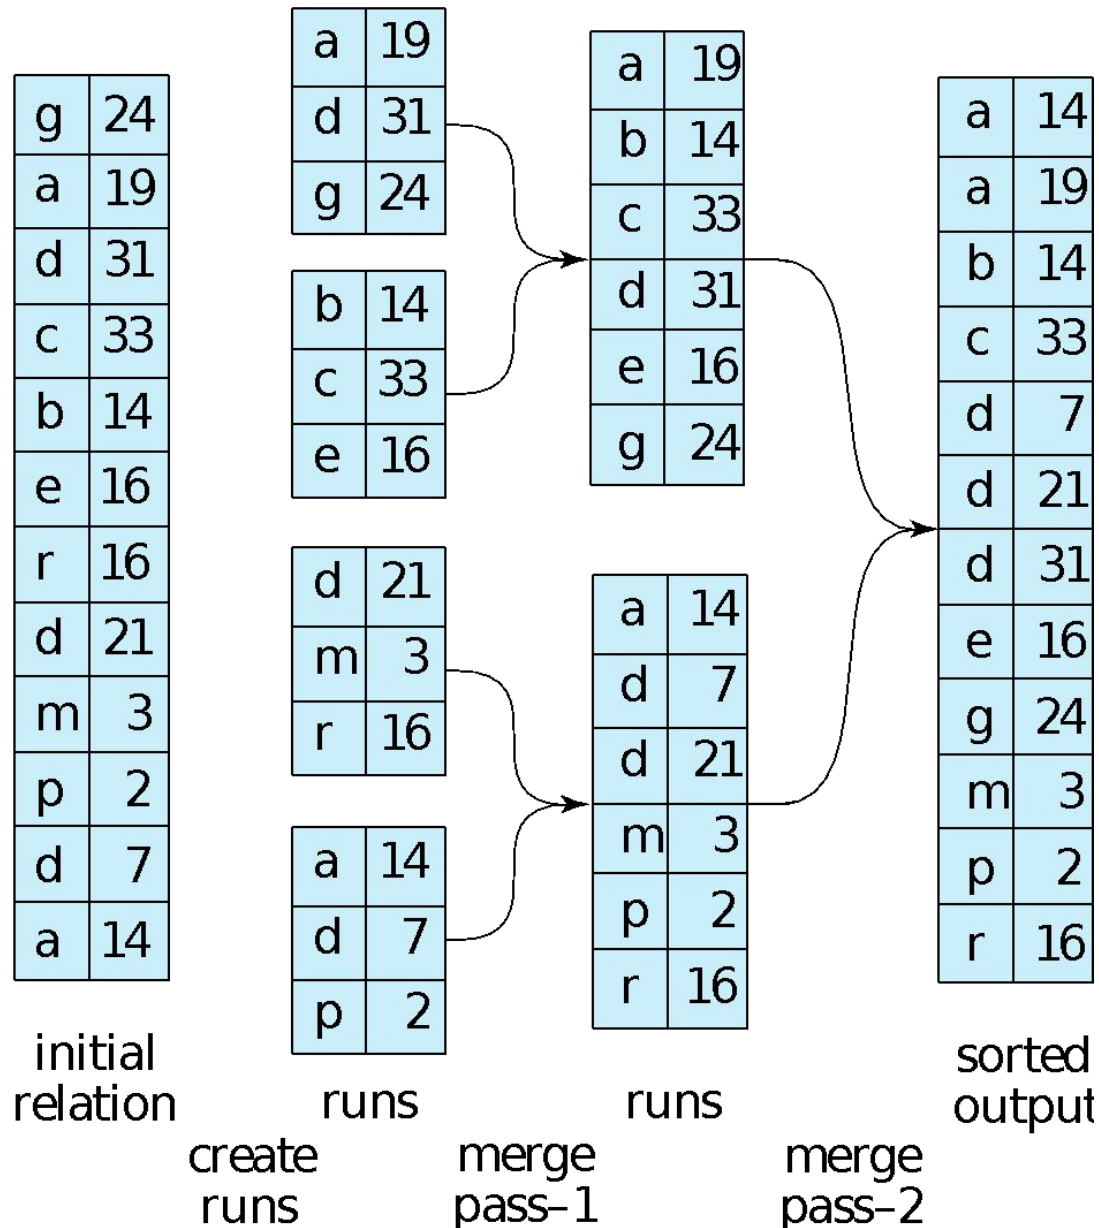 g 24
a 19
d 31
c 33
b 14
e 16
r 16
d 21
m 3
p 2
d 7
a 14
initial
relation
a 19
d 31
g 24
b 14
c 33
e 16
d 21
m 3
r 16
a 14
d 7
p 2
runs
a 19
b 14
c 33
d 31
e 16
g 24
a 14
d 7
d 21
m 3
p 2
r 16
runs
a 14
a 19
b 14
c 33
d 7
d 21
d 31
e 16
g 24
m 3
p 2
r 16
sorted
output
create
runs
merge
pass–1
merge
pass–2